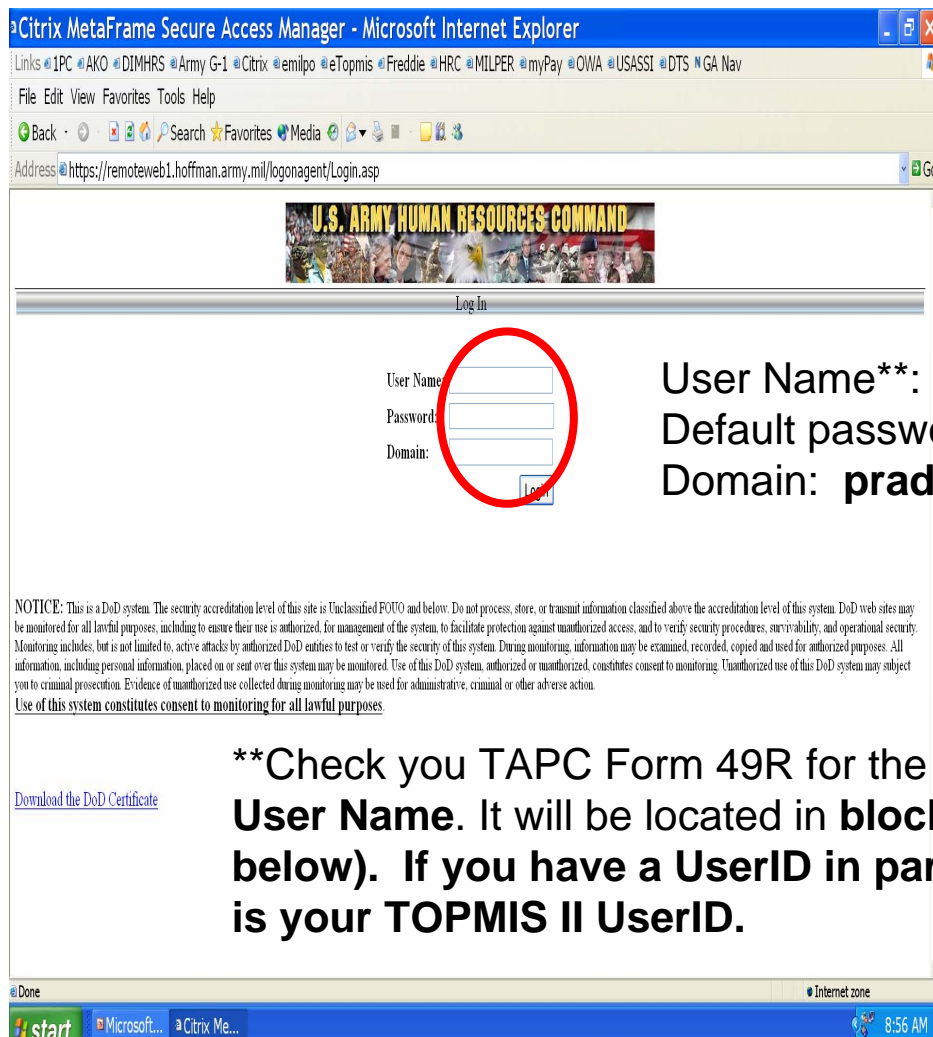 Citrix MetaFrame Secure Access Manager - Microsoft Internet Explorer
Links 1PC AKO DIMHRS Army G-1 Citrix emilpo eTopmis Freddie HRC MILPER myPay OWA USASSI DTS GA Nav
File Edit View Favorites Tools Help
Back Search Favorites Media
Address https://remoteweb1.hoffman.army.mil/logonagent/Login.asp
U.S. ARMY HUMAN RESOURCES COMMAND
Log In
User Name:
Password:
Domain:
Login
User Name**:
Default passw
Domain: prad
NOTICE: This is a DoD system. The security accreditation level of this site is Unclassified FOUO and below. Do not process, store, or transmit information classified above the accreditation level of this system. DoD web sites may
be monitored for all lawful purposes, including to ensure their use is authorized, for management of the system, to facilitate protection against unauthorized access, and to verify security procedures, survivability, and operational security.
Monitoring includes, but is not limited to, active attacks by authorized DoD entities to test or verify the security of this system. During monitoring, information may be examined, recorded, copied and used for authorized purposes. All
information, including personal information, placed on or sent over this system may be monitored. Use of this DoD system, authorized or unauthorized, constitutes consent to monitoring. Unauthorized use of this DoD system may subject
you to criminal prosecution. Evidence of unauthorized use collected during monitoring may be used for administrative, criminal or other adverse action.
Use of this system constitutes consent to monitoring for all lawful purposes.
**Check you TAPC Form 49R for the
Download the DoD Certificate
User Name. It will be located in bloc
below). If you have a UserID in par
is your TOPMIS II UserID.
Done
Internet zone
start Microsoft... Citrix Me... 8:56 AM